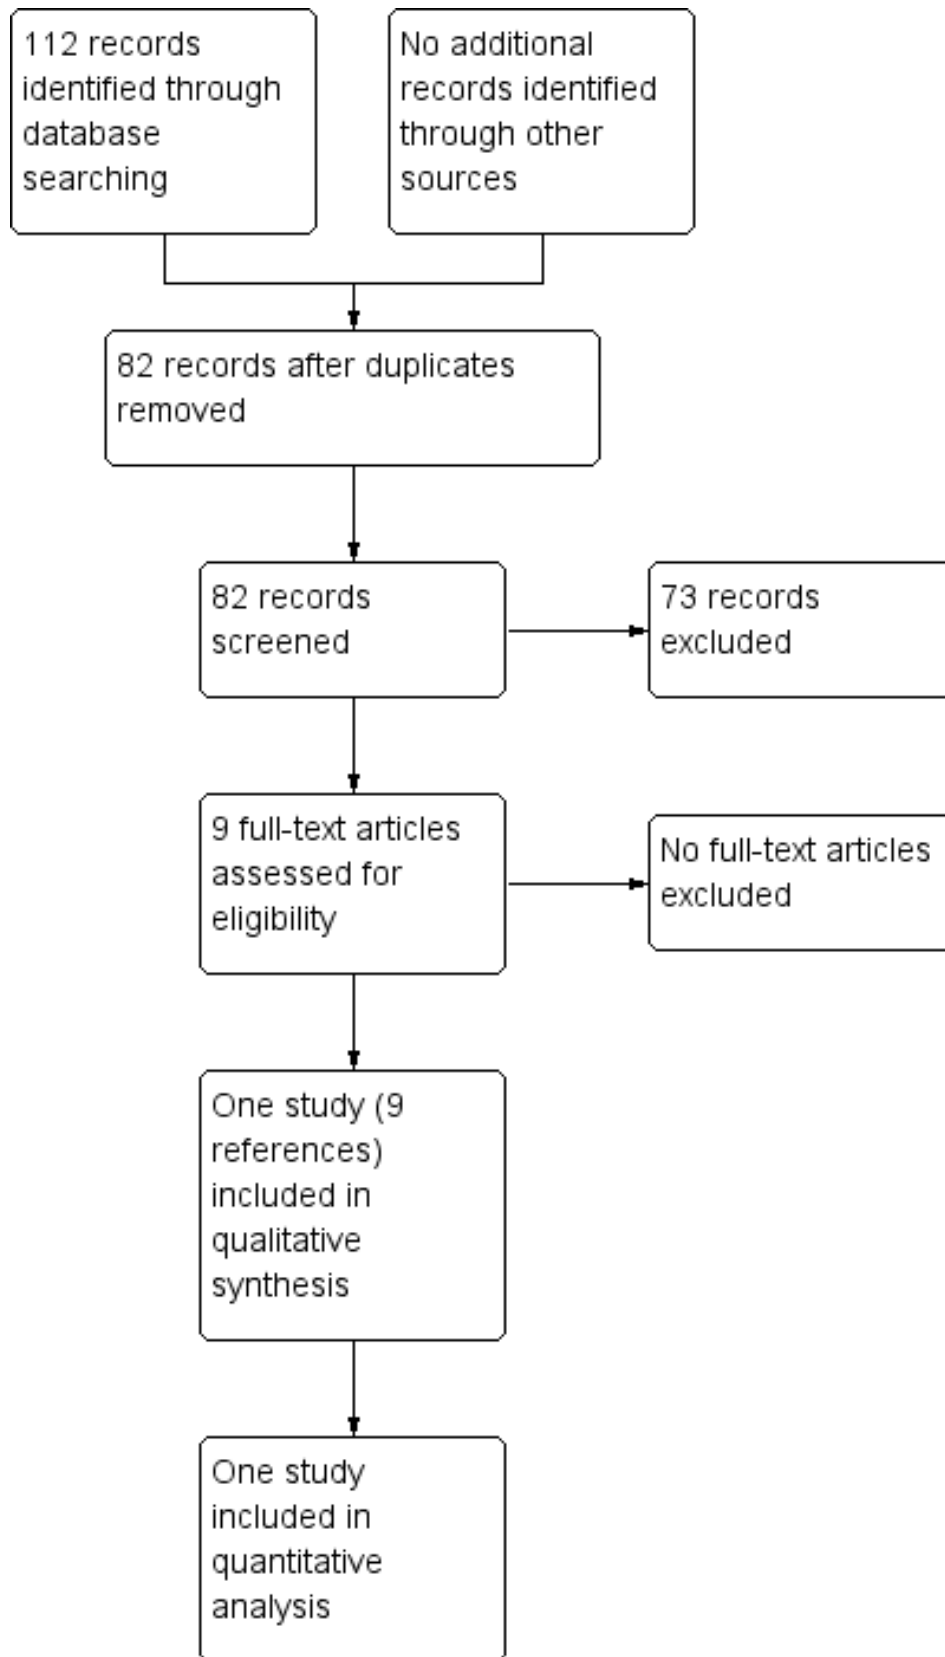 112 records
identified through
database
searching
No additional
records identified
through other
sources
82 records after duplicates
removed
82 records
screened
73 records
excluded
9 full-text articles
assessed for
eligibility
No full-text articles
excluded
One study (9
references)
included in
qualitative
synthesis
One study
included in
quantitative
analysis